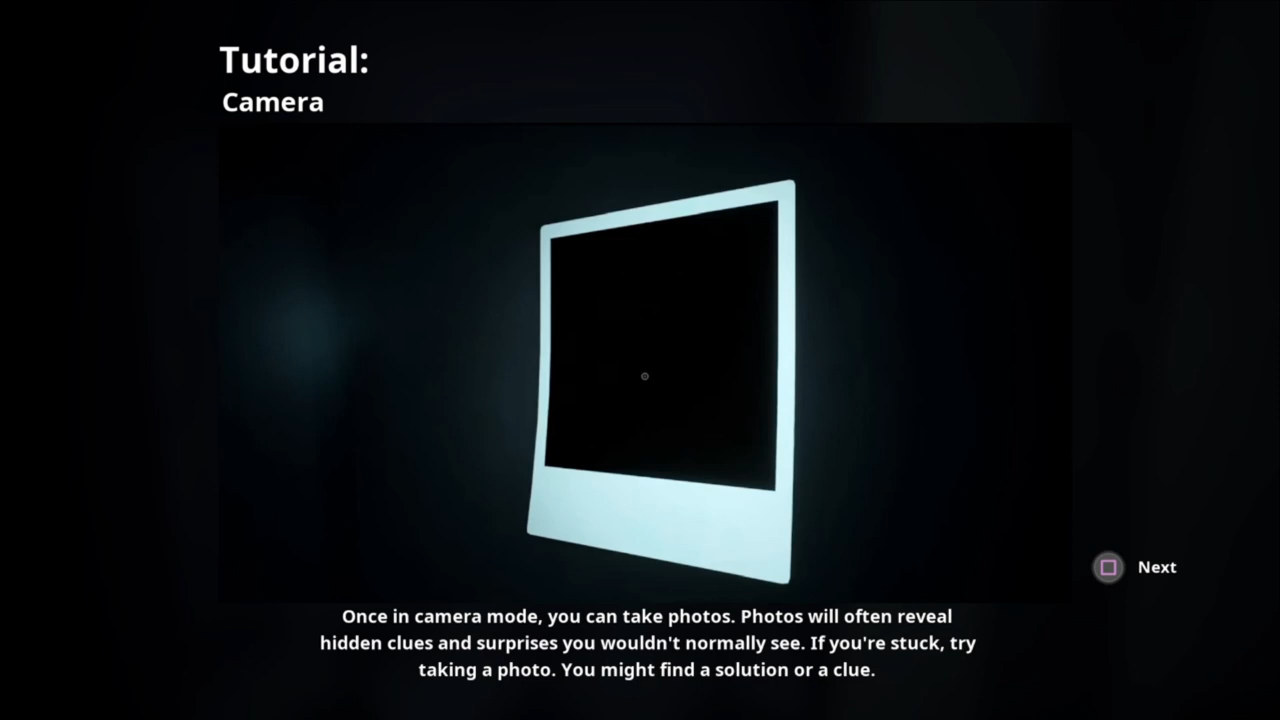 Tutorial:
Camera
Next
Once in camera mode, you can take photos. Photos will often reveal
hidden clues and surprises you wouldn't normally see. If you're stuck, try
taking a photo. You might find a solution or a clue.